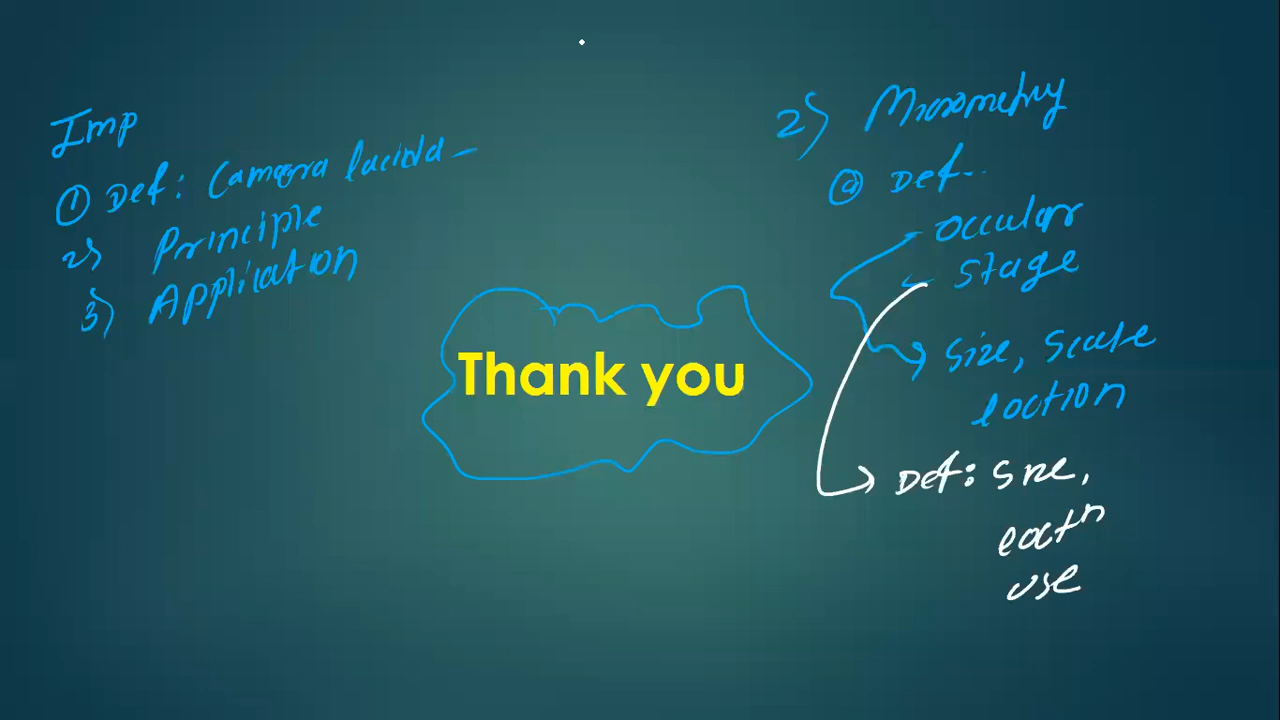 Imp
① Def: Camera lucida -
2) Principle
3) Application
Thank you
2) Micrometry
ⓐ Def..
Occular
Stage
Size, Scale
loction
Def: Size,
loctn
use